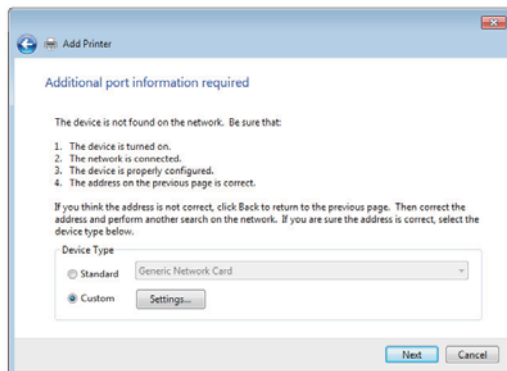 Add Printer
Additional port information required
The device is not found on the network. Be sure that:
1. The device is turned on.
2. The network is connected.
3. The device is properly configured.
4. The address on the previous page is correct.
If you think the address is not correct, click Back to return to the previous page. Then correct the
address and perform another search on the network. If you are sure the address is correct, select the
device type below.
Device Type
Standard Generic Network Card
Custom Settings...
Next Cancel